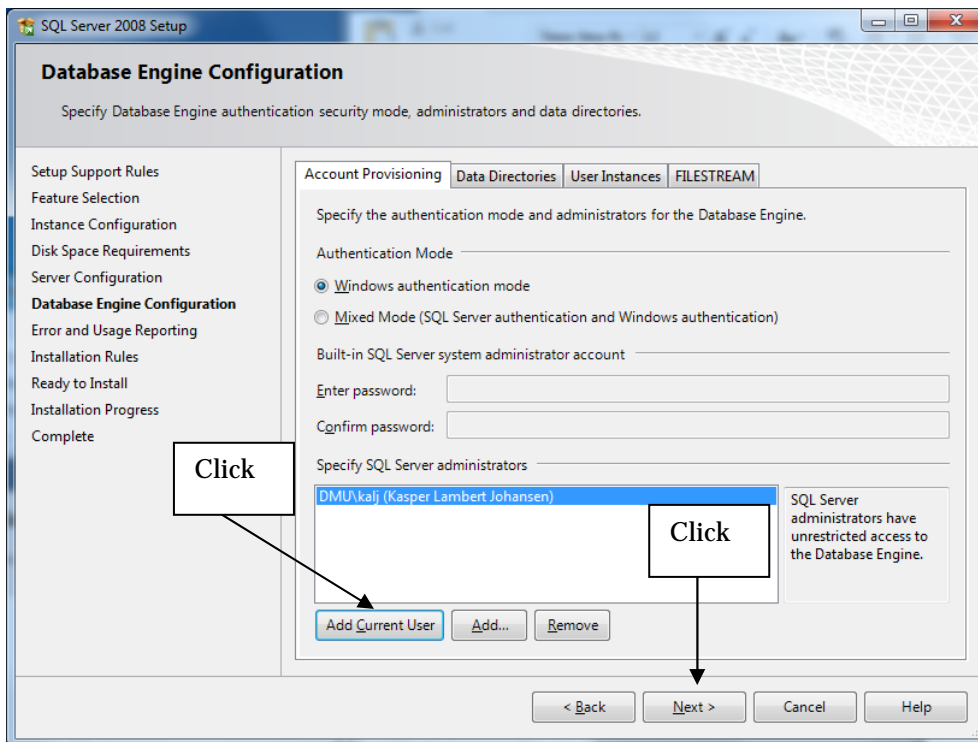 SQL Server 2008 Setup
Database Engine Configuration
Specify Database Engine authentication security mode, administrators and data directories.
Setup Support Rules
Feature Selection
Instance Configuration
Disk Space Requirements
Server Configuration
Database Engine Configuration
Error and Usage Reporting
Installation Rules
Ready to Install
Installation Progress
Complete
Account Provisioning Data Directories User Instances FILESTREAM
Specify the authentication mode and administrators for the Database Engine.
Authentication Mode
Windows authentication mode
Mixed Mode (SQL Server authentication and Windows authentication)
Built-in SQL Server system administrator account
Enter password:
Confirm password:
Click
Specify SQL Server administrators
DMU\kalj (Kasper Lambert Johansen)
Click
SQL Server
administrators have
unrestricted access to
the Database Engine.
Add Current User Add... Remove
< Back Next > Cancel Help